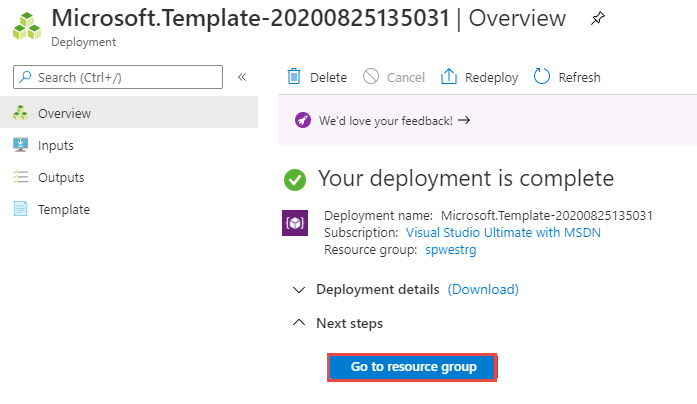 Microsoft.Template-20200825135031 | Overview
Deployment
Search (Ctrl+/)
«
Overview
Inputs
Outputs
Template
Delete
Cancel
Redeploy
Refresh
We'd love your feedback! →
Your deployment is complete
Deployment name: Microsoft.Template-20200825135031
Subscription: Visual Studio Ultimate with MSDN
Resource group: spwestrg
Deployment details (Download)
Next steps
Go to resource group